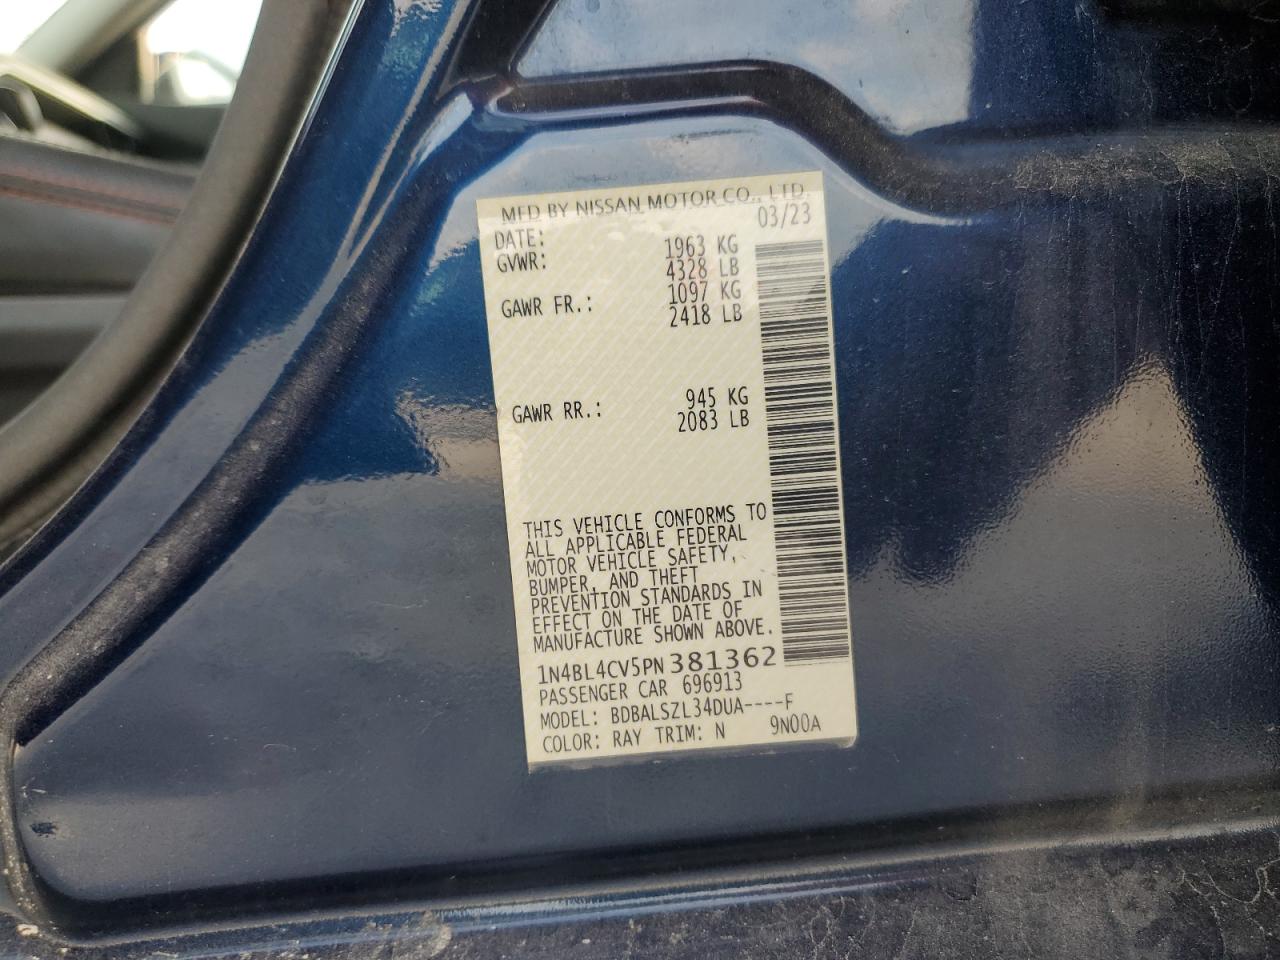 MFD BY NISSAN MOTOR CO., LTD.
DATE: 03/23
GVWR: 1963 KG
4328 LB
GAWR FR.: 1097 KG
2418 LB
GAWR RR.: 945 KG
2083 LB
THIS VEHICLE CONFORMS TO
ALL APPLICABLE FEDERAL
MOTOR VEHICLE SAFETY,
BUMPER, AND THEFT
PREVENTION STANDARDS IN
EFFECT ON THE DATE OF
MANUFACTURE SHOWN ABOVE.
1N4BL4CV5PN381362
PASSENGER CAR 696913
MODEL: BDBALSZL34DUA----F
COLOR: RAY TRIM: N 9N00A